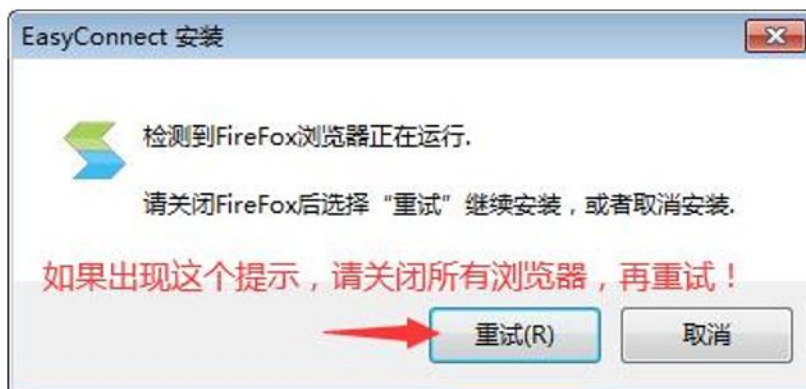 EasyConnect 安装
检测到FireFox浏览器正在运行.
请关闭FireFox后选择“重试”继续安装，或者取消安装.
如果出现这个提示，请关闭所有浏览器，再重试！
重试(R)
取消